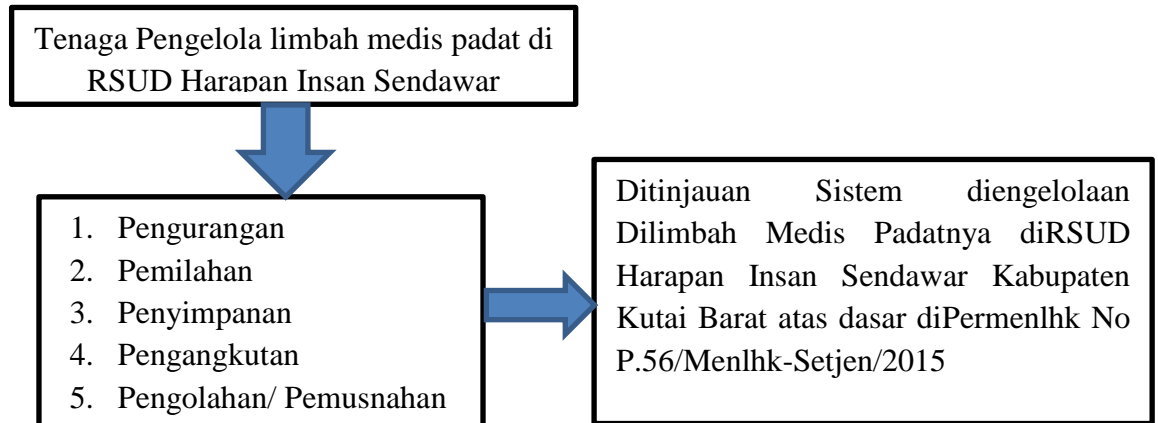 Tenaga Pengelola limbah medis padat di
RSUD Harapan Insan Sendawar
1. Pengurangan
2. Pemilahan
3. Penyimpanan
4. Pengangkutan
5. Pengolahan/ Pemusnahan
Ditinjauan Sistem diengelolaan
Dilimbah Medis Padatnya diRSUD
Harapan Insan Sendawar Kabupaten
Kutai Barat atas dasar diPermenlhk No
P.56/Menlhk-Setjen/2015